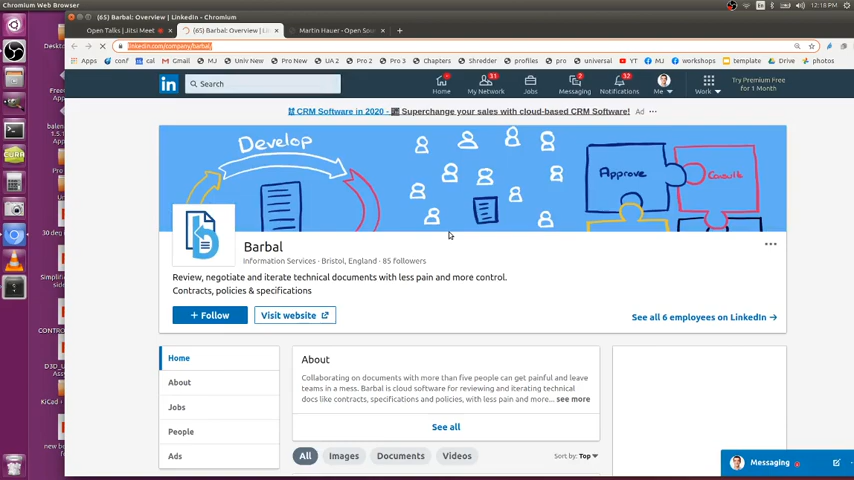 Chromium Web Browser
En
12:18 PM
(65) Barbal: Overview | LinkedIn - Chromium
Open Talks | Jitsi Meet
(65) Barbal: Overview | Li
Martin Hauer - Open Sou
linkedin.com/company/barbal/
Apps
conf
cal
Gmail
MJ
Univ New
Pro New
UA 2
Pro 2
Pro 3
Chapters
Shredder
profiles
pro
universal
YT
MJ
workshops
template
Drive
photos
in
Search
Home
31
My Network
Jobs
2
Messaging
32
Notifications
Me
Work
Try Premium Free
for 1 Month
CRM Software in 2020 - Superchange your sales with cloud-based CRM Software! Ad
Develop
Approve
Consult
Barbal
Information Services · Bristol, England · 85 followers
Review, negotiate and iterate technical documents with less pain and more control.
Contracts, policies & specifications
+ Follow
Visit website
See all 6 employees on LinkedIn →
Home
About
Jobs
People
Ads
About
Collaborating on documents with more than five people can get painful and leave
teams in a mess. Barbal is cloud software for reviewing and iterating technical
docs like contracts, specifications and policies, with less pain and more... see more
See all
All
Images
Documents
Videos
Sort by: Top
Messaging